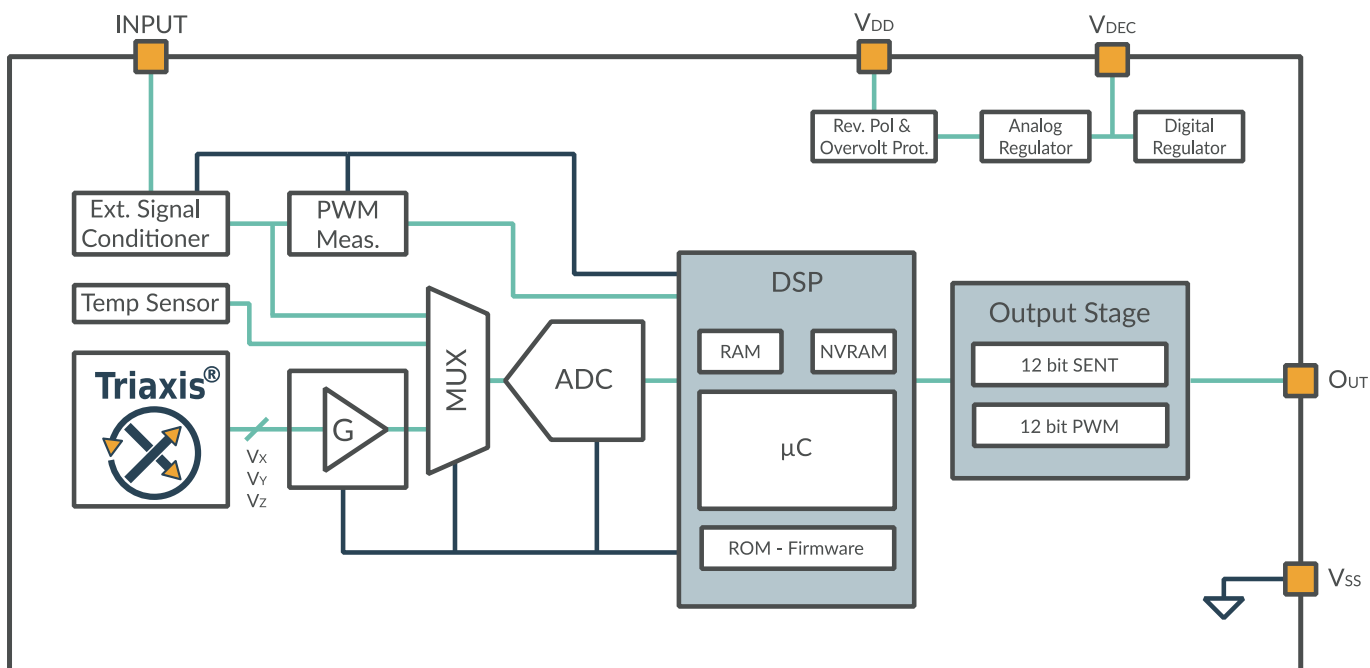 INPUT
VDD
VDEC
Rev. Pol &
Overvolt Prot.
Analog
Regulator
Digital
Regulator
Ext. Signal
Conditioner
PWM
Meas.
Temp Sensor
Triaxis®
VX
VY
VZ
G
MUX
ADC
DSP
RAM
NVRAM
µC
ROM - Firmware
Output Stage
12 bit SENT
12 bit PWM
OUT
VSS